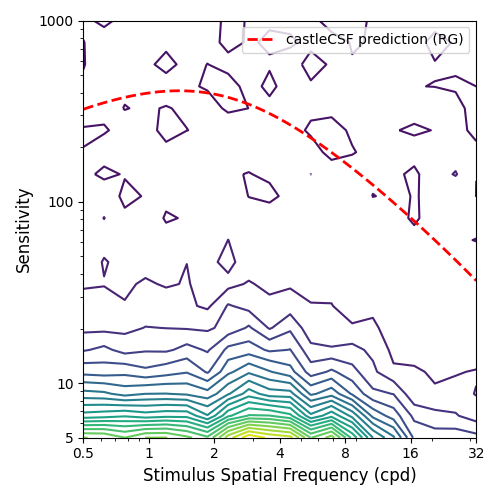 castleCSF prediction (RG)
1000
100
10
5
Sensitivity
0.5 1 2 4 8 16 32
Stimulus Spatial Frequency (cpd)